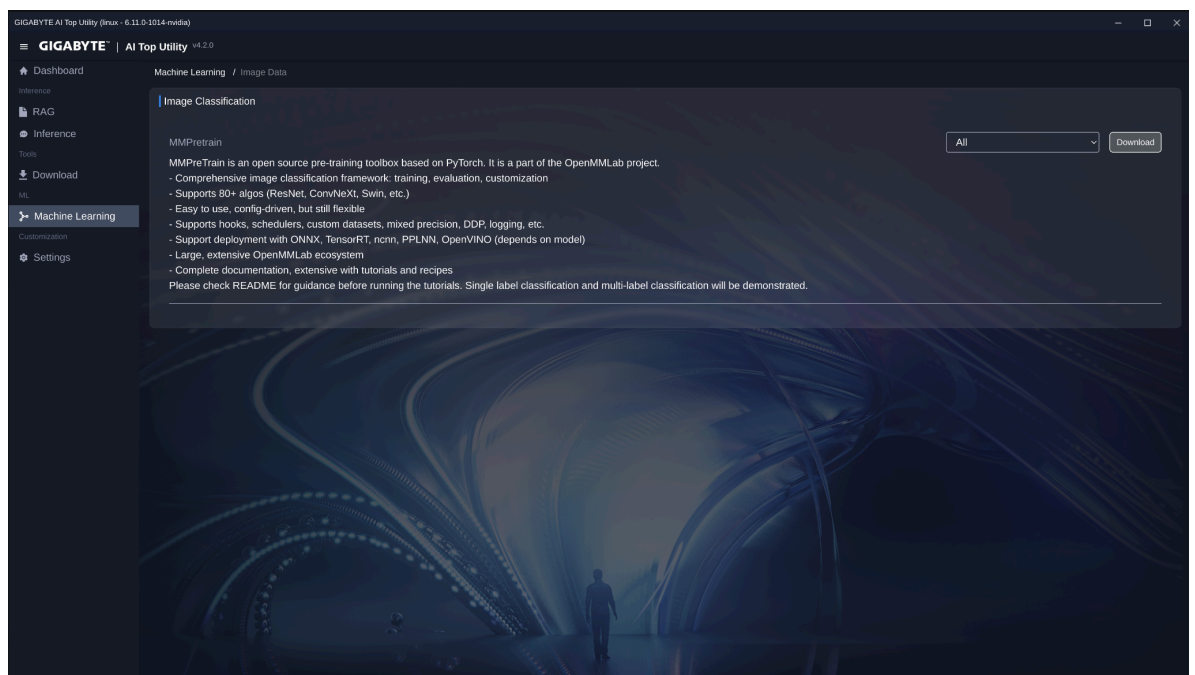 GIGABYTE AI Top Utility (linux - 6.11.0-1014-nvidia)
GIGABYTE™ | AI Top Utility v4.2.0
Dashboard
Inference
RAG
Inference
Tools
Download
ML
Machine Learning
Customization
Settings
Machine Learning / Image Data
Image Classification
MMPretrain
All
Download
MMPreTrain is an open source pre-training toolbox based on PyTorch. It is a part of the OpenMMLab project.
- Comprehensive image classification framework: training, evaluation, customization
- Supports 80+ algos (ResNet, ConvNeXt, Swin, etc.)
- Easy to use, config-driven, but still flexible
- Supports hooks, schedulers, custom datasets, mixed precision, DDP, logging, etc.
- Support deployment with ONNX, TensorRT, ncnn, PPLNN, OpenVINO (depends on model)
- Large, extensive OpenMMLab ecosystem
- Complete documentation, extensive with tutorials and recipes
Please check README for guidance before running the tutorials. Single label classification and multi-label classification will be demonstrated.